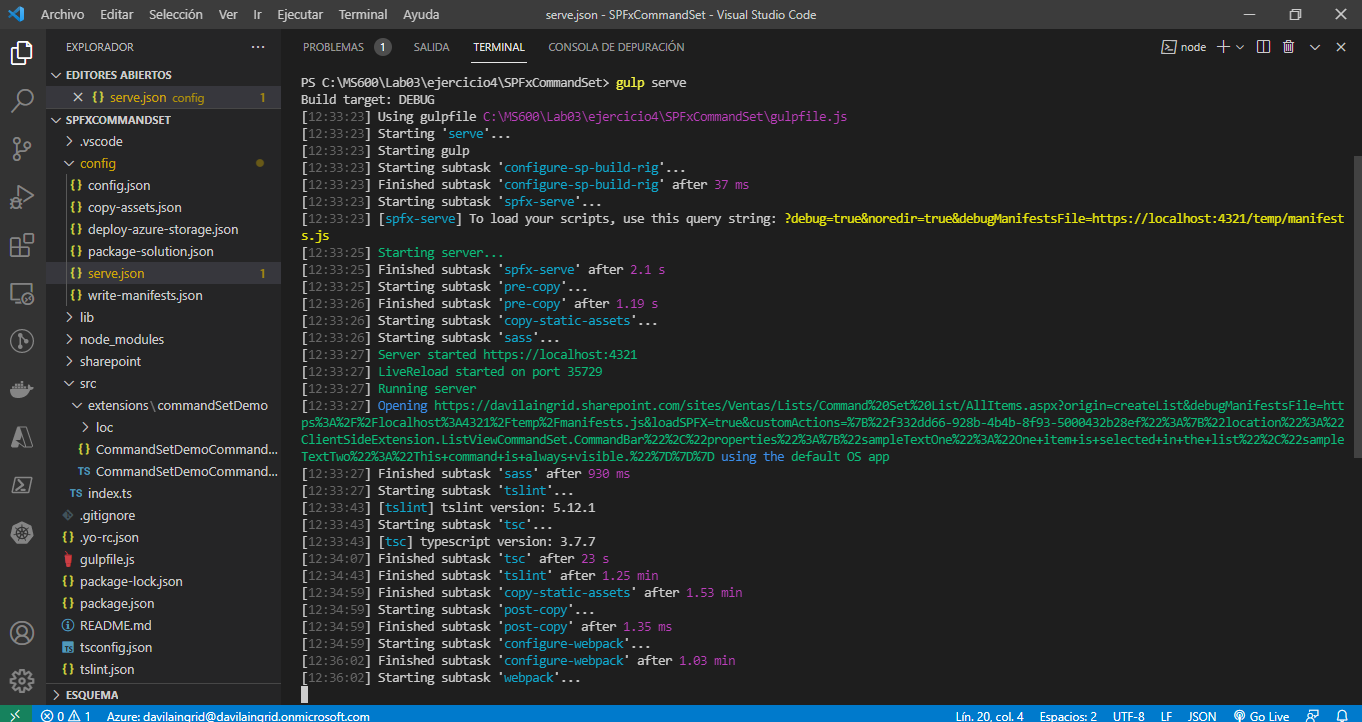 Archivo Editar Selección Ver Ir Ejecutar Terminal Ayuda
serve.json - SPFxCommandSet - Visual Studio Code
EXPLORADOR
EDITORES ABIERTOS
{} serve.json config 1
SPFXCOMMANDSET
.vscode
config
{} config.json
{} copy-assets.json
{} deploy-azure-storage.json
{} package-solution.json
{} serve.json 1
{} write-manifests.json
lib
node_modules
sharepoint
src
extensions\commandSetDemo
loc
{} CommandSetDemoCommand...
TS CommandSetDemoCommand...
TS index.ts
.gitignore
{} .yo-rc.json
gulpfile.js
{} package-lock.json
{} package.json
README.md
TS tsconfig.json
{} tslint.json
ESQUEMA
PROBLEMAS 1 SALIDA TERMINAL CONSOLA DE DEPURACIÓN
node
PS C:\MS600\Lab03\ejercicio4\SPFxCommandSet> gulp serve
Build target: DEBUG
[12:33:23] Using gulpfile C:\MS600\Lab03\ejercicio4\SPFxCommandSet\gulpfile.js
[12:33:23] Starting 'serve'...
[12:33:23] Starting gulp
[12:33:23] Starting subtask 'configure-sp-build-rig'...
[12:33:23] Finished subtask 'configure-sp-build-rig' after 37 ms
[12:33:23] Starting subtask 'spfx-serve'...
[12:33:23] [spfx-serve] To load your scripts, use this query string: ?debug=true&noredir=true&debugManifestsFile=https://localhost:4321/temp/manifest
s.js
[12:33:25] Starting server...
[12:33:25] Finished subtask 'spfx-serve' after 2.1 s
[12:33:25] Starting subtask 'pre-copy'...
[12:33:26] Finished subtask 'pre-copy' after 1.19 s
[12:33:26] Starting subtask 'copy-static-assets'...
[12:33:26] Starting subtask 'sass'...
[12:33:27] Server started https://localhost:4321
[12:33:27] LiveReload started on port 35729
[12:33:27] Running server
[12:33:27] Opening https://davilaingrid.sharepoint.com/sites/Ventas/Lists/Command%20Set%20List/AllItems.aspx?origin=createList&debugManifestsFile=htt
ps%3A%2F%2Flocalhost%3A4321%2Ftemp%2Fmanifests.js&loadSPFX=true&customActions=%7B%22f332dd66-928b-4b4b-8f93-5000432b28ef%22%3A%7B%22location%22%3A%22
ClientSideExtension.ListViewCommandSet.CommandBar%22%2C%22properties%22%3A%7B%22sampleTextOne%22%3A%22One+item+is+selected+in+the+list%22%2C%22sample
TextTwo%22%3A%22This+command+is+always+visible.%22%7D%7D%7D using the default OS app
[12:33:27] Finished subtask 'sass' after 930 ms
[12:33:27] Starting subtask 'tslint'...
[12:33:43] [tslint] tslint version: 5.12.1
[12:33:43] Starting subtask 'tsc'...
[12:33:43] [tsc] typescript version: 3.7.7
[12:34:07] Finished subtask 'tsc' after 23 s
[12:34:43] Finished subtask 'tslint' after 1.25 min
[12:34:59] Finished subtask 'copy-static-assets' after 1.53 min
[12:34:59] Starting subtask 'post-copy'...
[12:34:59] Finished subtask 'post-copy' after 1.35 ms
[12:34:59] Starting subtask 'configure-webpack'...
[12:36:02] Finished subtask 'configure-webpack' after 1.03 min
[12:36:02] Starting subtask 'webpack'...
0 1 Azure: davilaingrid@davilaingrid.onmicrosoft.com
Lín. 20, col. 4 Espacios: 2 UTF-8 LF JSON Go Live